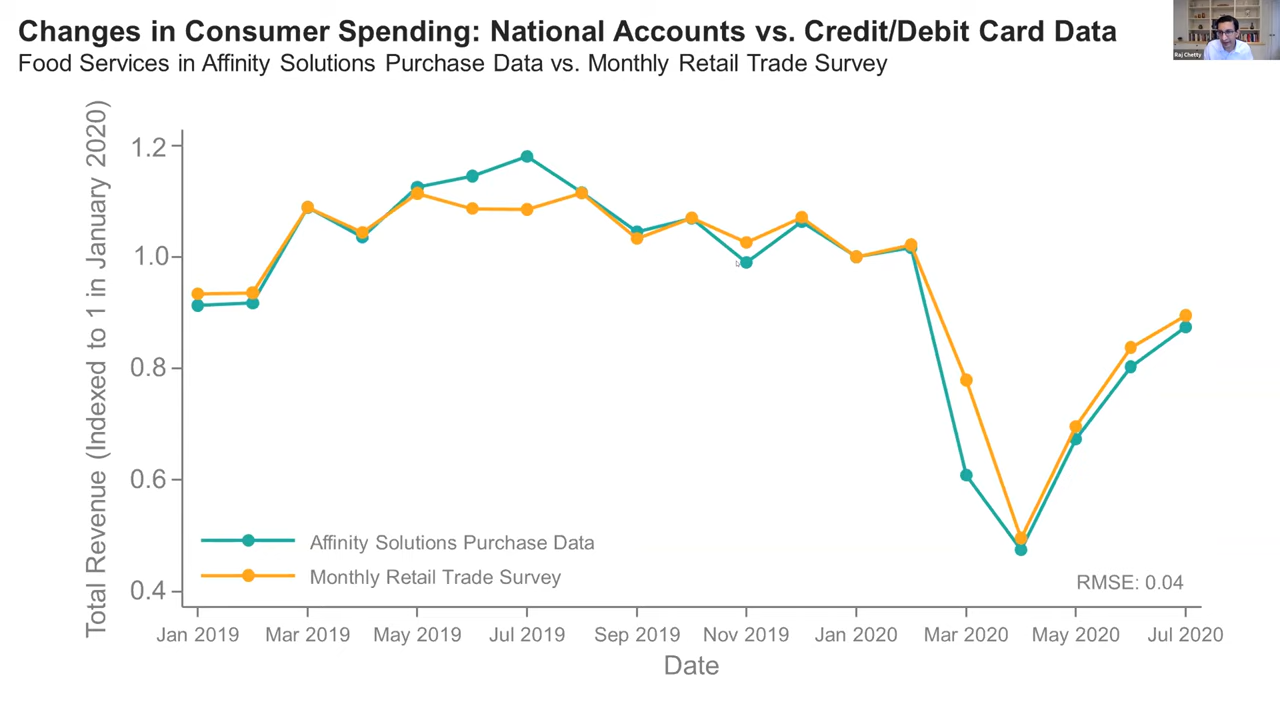 Changes in Consumer Spending: National Accounts vs. Credit/Debit Card Data
Food Services in Affinity Solutions Purchase Data vs. Monthly Retail Trade Survey
Raj Chetty
Total Revenue (Indexed to 1 in January 2020)
1.2
1.0
0.8
0.6
0.4
Affinity Solutions Purchase Data
Monthly Retail Trade Survey
RMSE: 0.04
Jan 2019 Mar 2019 May 2019 Jul 2019 Sep 2019 Nov 2019 Jan 2020 Mar 2020 May 2020 Jul 2020
Date